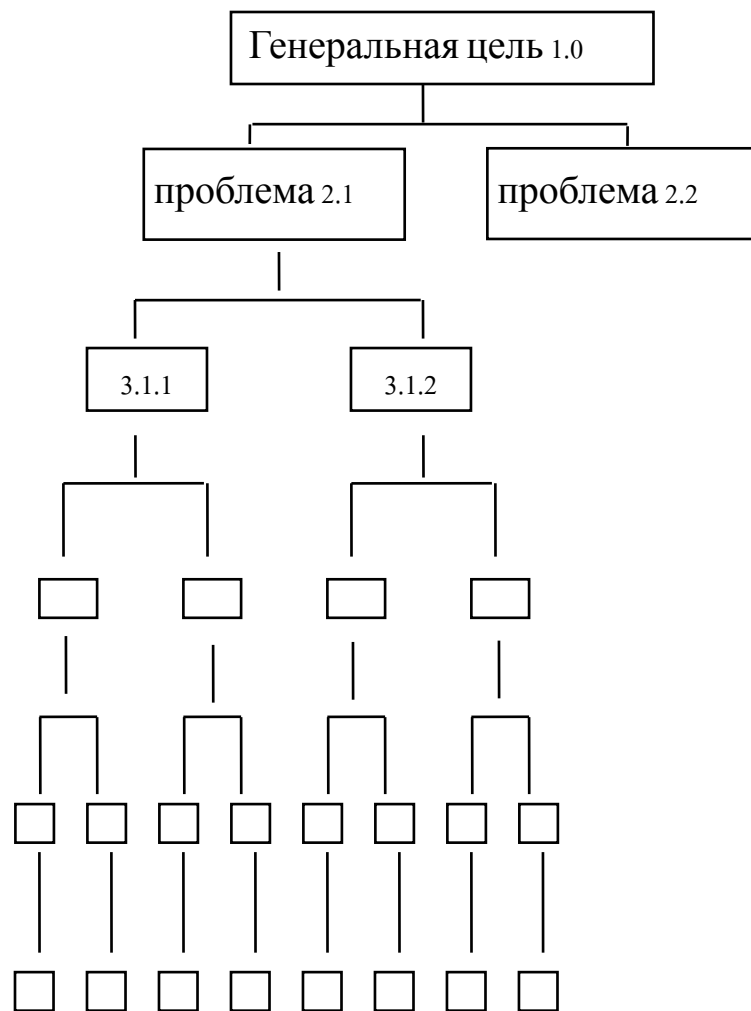 Генеральная цель 1.0
проблема 2.1
проблема 2.2
3.1.1
3.1.2